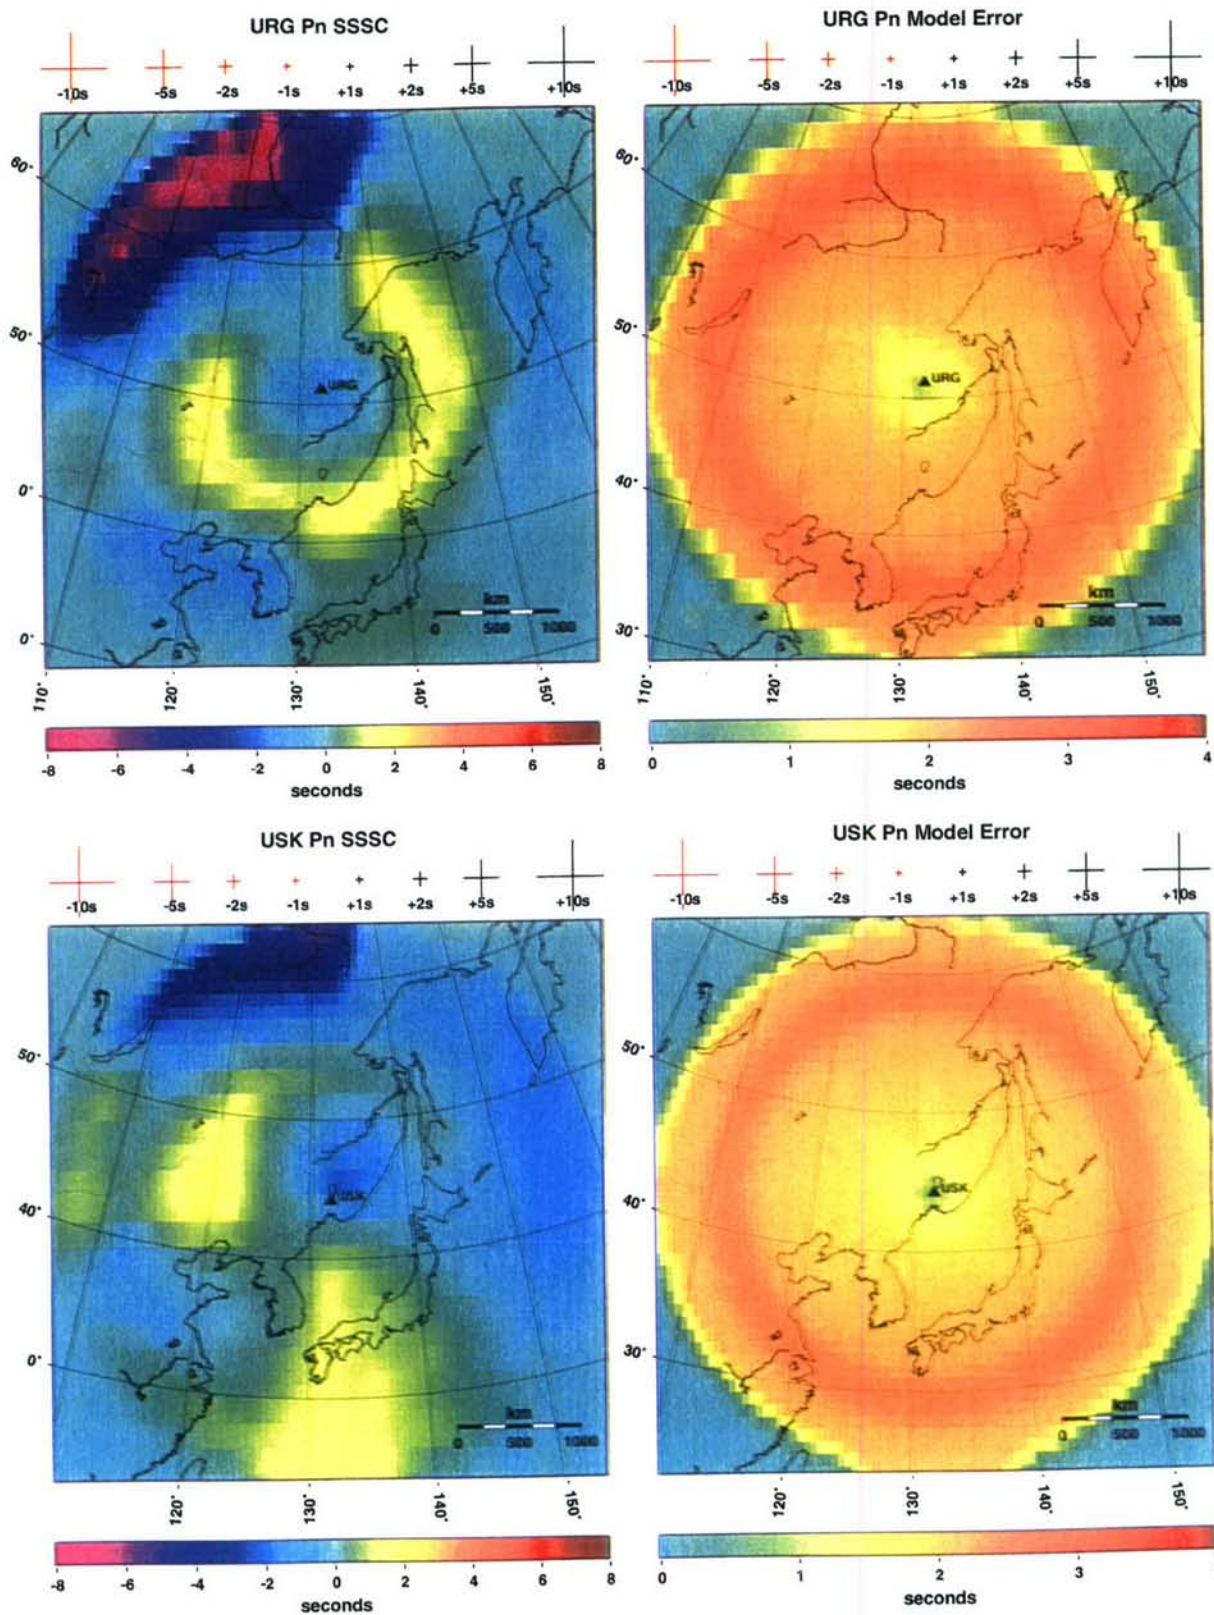 URG Pn SSSC
-10s -5s -2s -1s +1s +2s +5s +10s
60°
50°
0°
0°
URG
km
0 500 1000
110° 120° 130° 140° 150°
-8 -6 -4 -2 0 2 4 6 8
seconds
URG Pn Model Error
-10s -5s -2s -1s +1s +2s +5s +10s
60°
50°
40°
30°
URG
km
0 500 1000
110° 120° 130° 140° 150°
0 1 2 3 4
seconds
USK Pn SSSC
-10s -5s -2s -1s +1s +2s +5s +10s
50°
40°
0°
USK
km
0 500 1000
120° 130° 140° 150°
-8 -6 -4 -2 0 2 4 6 8
seconds
USK Pn Model Error
-10s -5s -2s -1s +1s +2s +5s +10s
50°
40°
30°
USK
km
0 500 1000
120° 130° 140° 150°
0 1 2 3
seconds